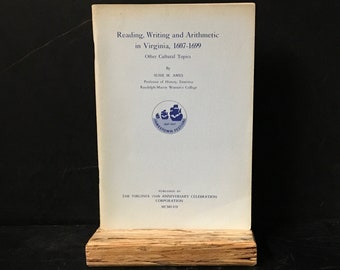 Reading, Writing and Arithmetic
in Virginia, 1607-1699
Other Cultural Topics
By
SUSIE M. AMES
Professor of History, Emeritus
Randolph-Macon Woman's College
PUBLISHED BY
THE VIRGINIA 350th ANNIVERSARY CELEBRATION
CORPORATION